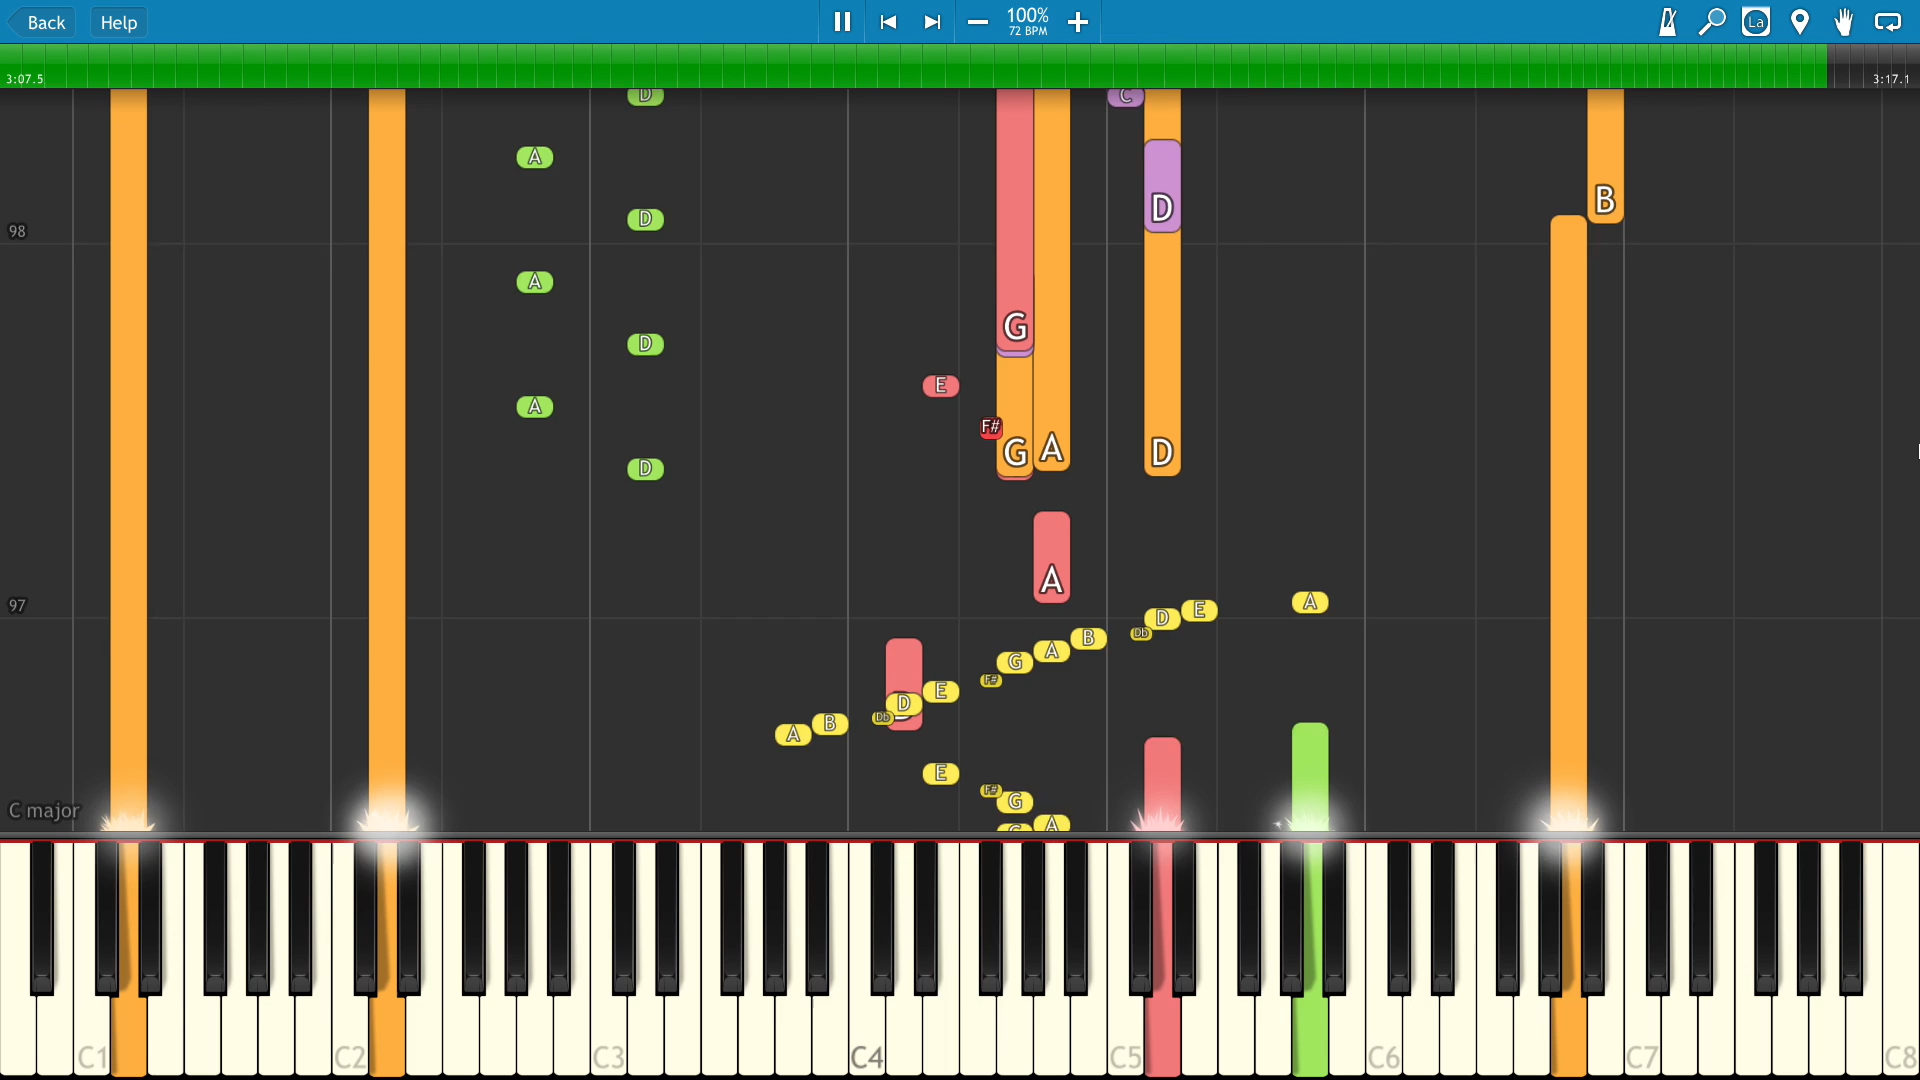 Back Help 100% La
72 BPM
3:07.5 3:17.1
D C
A
D D B
98
A
G
D
E
A
F#
G A D
D
A
97 A
D E
B Db
G A
F#
D E
A B Db
E
F#
G
A
C major
C1 C2 C3 C4 C5 C6 C7 C8